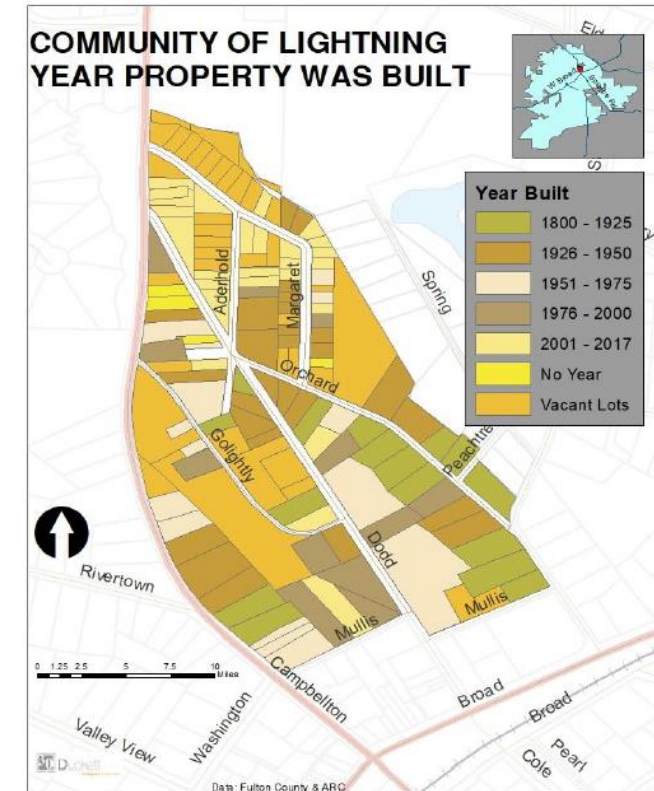 COMMUNITY OF LIGHTNING
YEAR PROPERTY WAS BUILT
Year Built
1800 - 1925
1926 - 1950
1951 - 1975
1976 - 2000
2001 - 2017
No Year
Vacant Lots
Spring
Aderhold
Margaret
Orchard
Peachtre
Golightly
Dodd
Rivertown
Mullis
Mullis
Campbellton
Washington
Broad
Broad
Valley View
Pearl
Cole
0 1.25 2.5 5 7.5 10
Miles
Data: Fulton County & ARC